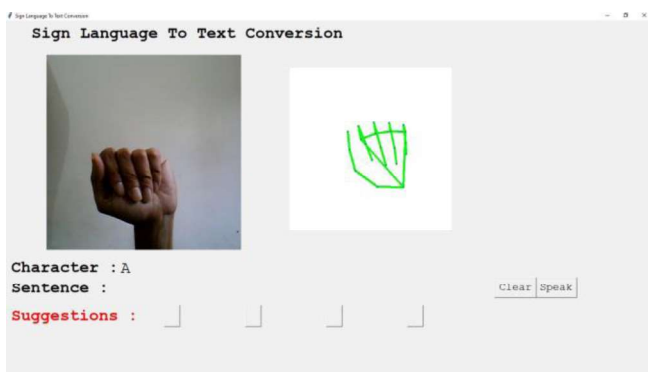 Sign Language To Text Conversion
Sign Language To Text Conversion
Character : A
Sentence :
Clear Speak
Suggestions :